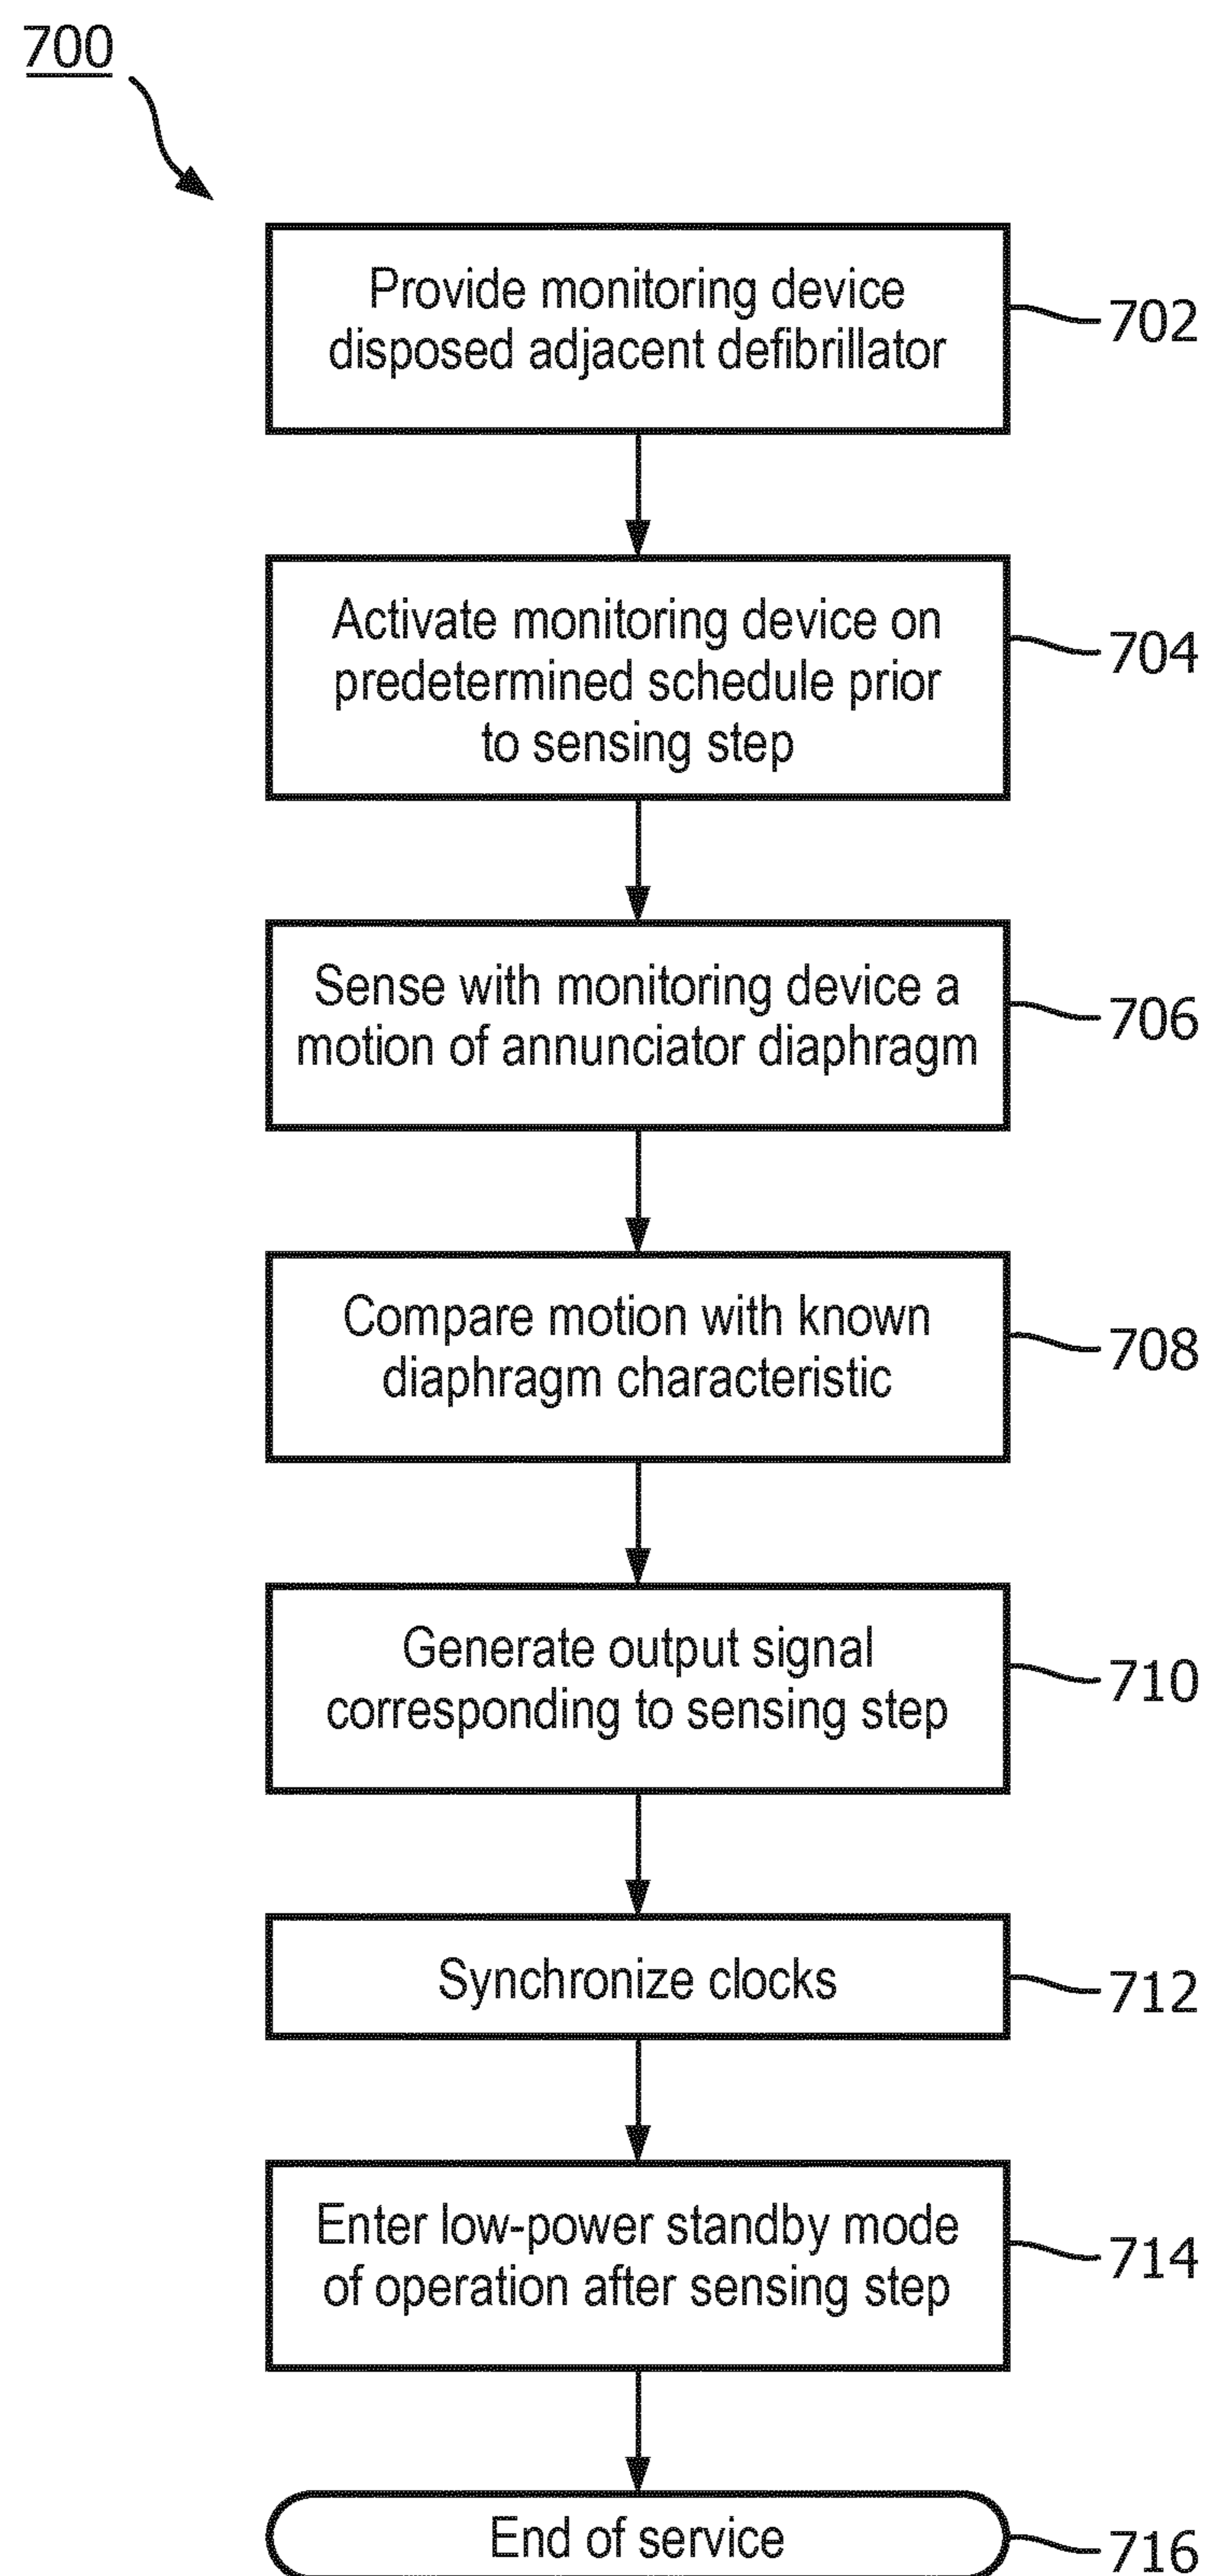 700
Provide monitoring device
disposed adjacent defibrillator
702
Activate monitoring device on
predetermined schedule prior
to sensing step
704
Sense with monitoring device a
motion of annunciator diaphragm
706
Compare motion with known
diaphragm characteristic
708
Generate output signal
corresponding to sensing step
710
Synchronize clocks
712
Enter low-power standby mode
of operation after sensing step
714
End of service
716